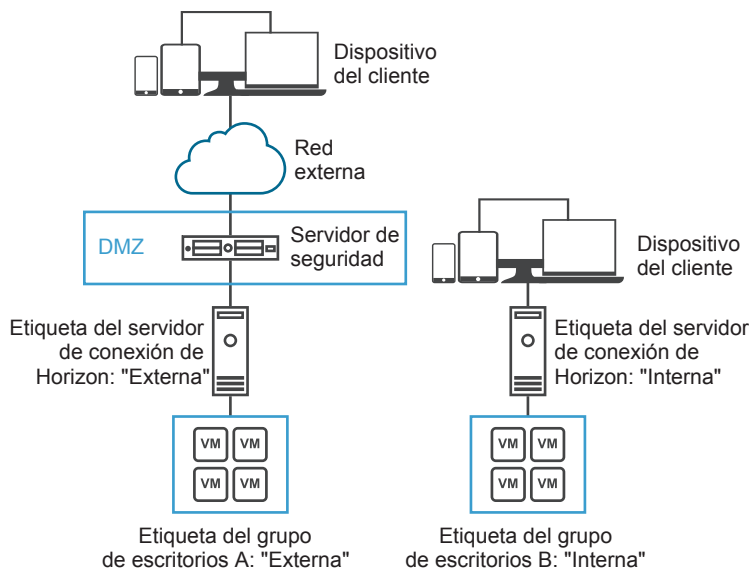 Dispositivo
del cliente
Red
externa
DMZ
Servidor de
seguridad
Dispositivo
del cliente
Etiqueta del servidor
de conexión de
Horizon: "Externa"
Etiqueta del servidor
de conexión de
Horizon: "Interna"
VM VM
VM VM
VM VM
VM VM
Etiqueta del grupo
de escritorios A: "Externa"
Etiqueta del grupo
de escritorios B: "Interna"